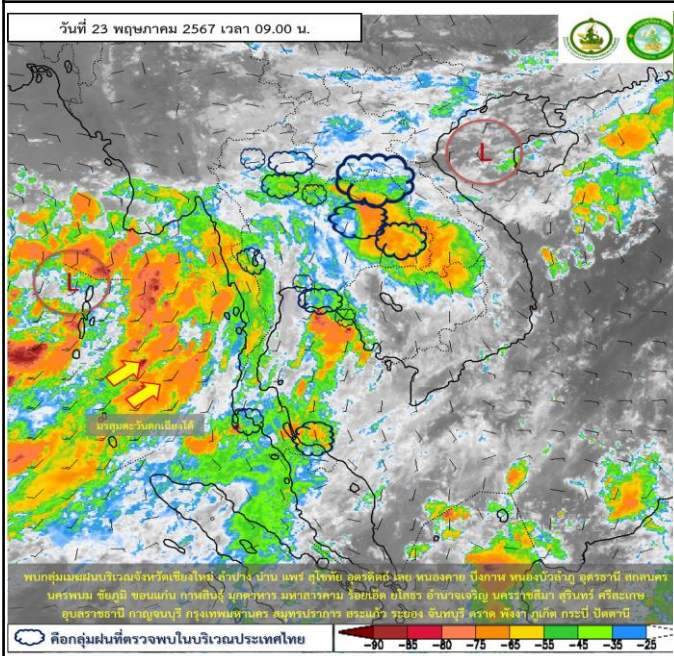 วันที่ 23 พฤษภาคม 2567 เวลา 09.00 น.
L
L
มรสุมตะวันตกเฉียงใต้
พบกลุ่มเมฆฝนบริเวณจังหวัดเชียงใหม่ ลำปาง น่าน แพร่ สุโขทัย อุตรดิตถ์ เลย หนองคาย บึงกาฬ หนองบัวลำภู อุดรธานี สกลนคร
นครพนม ชัยภูมิ ขอนแก่น กาฬสินธุ์ มุกดาหาร มหาสารคาม ร้อยเอ็ด ยโสธร อำนาจเจริญ นครราชสีมา สุรินทร์ ศรีสะเกษ
อุบลราชธานี กาญจนบุรี กรุงเทพมหานคร สมุทรปราการ สระแก้ว ระยอง จันทบุรี ตราด พังงา ภูเก็ต กระบี่ ปัตตานี
คือกลุ่มฝนที่ตรวจพบในบริเวณประเทศไทย
-90 -85 -80 -75 -65 -55 -45 -35 -25